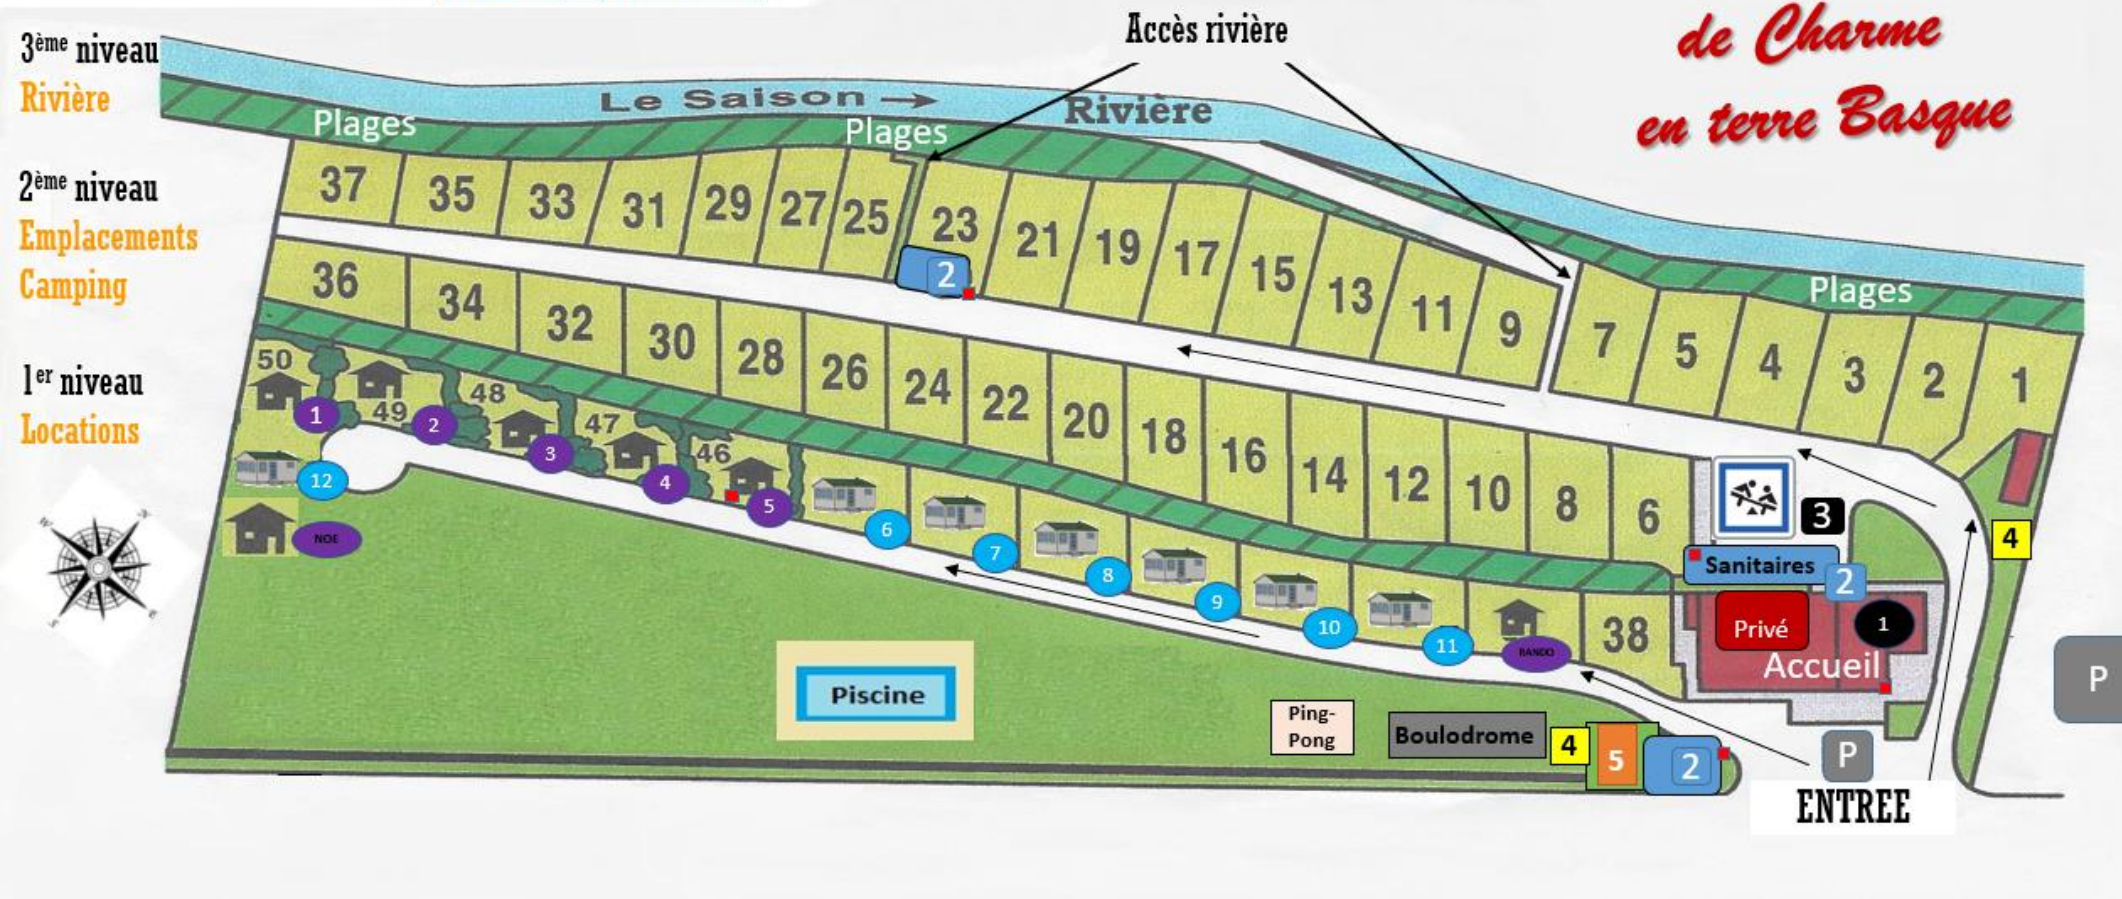 de Charme
en terre Basque
Accès rivière
3ème niveau
Rivière
Le Saison
Rivière
Plages
Plages
Plages
2ème niveau
Emplacements
Camping
37
35
33
31
29
27
25
23
21
19
17
15
13
11
9
7
5
4
3
2
1
2
36
34
32
30
28
26
24
22
20
18
16
14
12
10
8
6
3
4
1er niveau
Locations
50
49
48
47
46
1
2
3
4
5
12
NOE
6
7
8
9
10
11
RANDO
38
Sanitaires
2
Privé
1
Accueil
P
Piscine
Ping-
Pong
Boulodrome
4
5
2
P
ENTREE